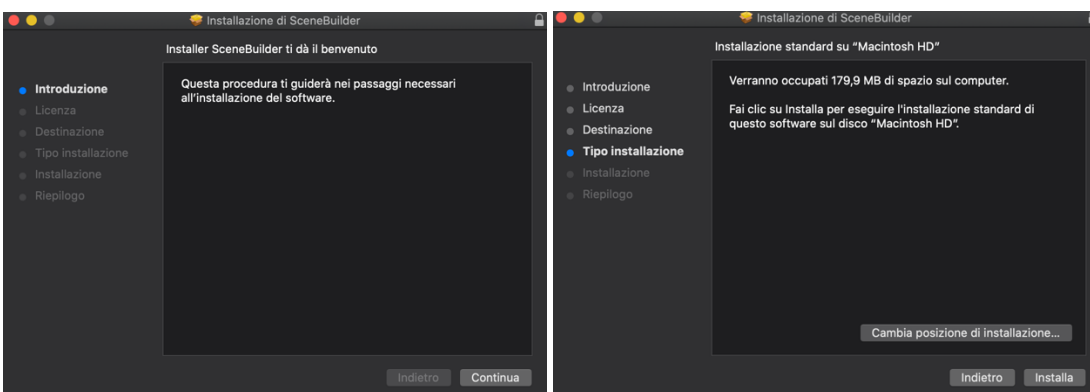 Installazione di SceneBuilder
Installer SceneBuilder ti dà il benvenuto
Introduzione
Licenza
Destinazione
Tipo installazione
Installazione
Riepilogo
Questa procedura ti guiderà nei passaggi necessari
all'installazione del software.
Indietro
Continua
Installazione di SceneBuilder
Installazione standard su “Macintosh HD”
Introduzione
Licenza
Destinazione
Tipo installazione
Installazione
Riepilogo
Verranno occupati 179,9 MB di spazio sul computer.
Fai clic su Installa per eseguire l'installazione standard di
questo software sul disco “Macintosh HD”.
Cambia posizione di installazione...
Indietro
Installa